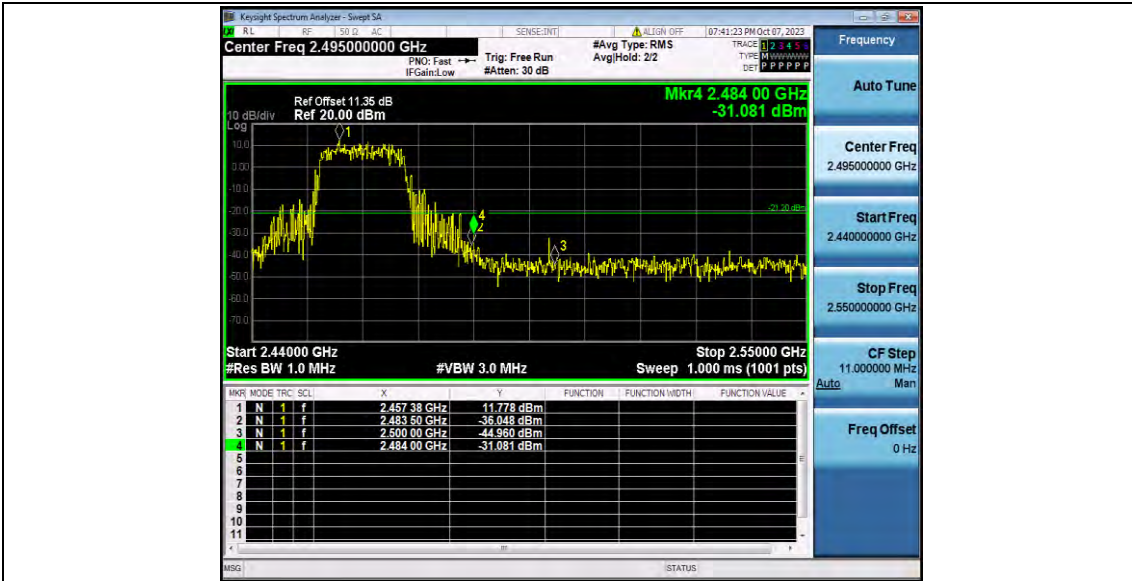 Keysight Spectrum Analyzer - Swept SA
RL RF 50 Ω AC SENSE:INT ALIGN OFF 07:41:23 PM Oct 07, 2023
Center Freq 2.495000000 GHz
PNO: Fast Trig: Free Run #Avg Type: RMS TRACE 1 2 3 4 5 6
IFGain:Low #Atten: 30 dB Avg|Hold: 2/2 TYPE M WWWWW
DET P P P P P P
Frequency
Mkr4 2.484 00 GHz
-31.081 dBm
Ref Offset 11.35 dB
10 dB/div Ref 20.00 dBm
Log
10.0
0.00
-10.0
-20.0
-30.0
-40.0
-50.0
-60.0
-70.0
1
4
2
3
-21.20 dBm
Start 2.44000 GHz Stop 2.55000 GHz
#Res BW 1.0 MHz #VBW 3.0 MHz Sweep 1.000 ms (1001 pts)
MKR MODE TRC SCL X Y FUNCTION FUNCTION WIDTH FUNCTION VALUE
1 N 1 f 2.457 38 GHz 11.778 dBm
2 N 1 f 2.483 50 GHz -36.048 dBm
3 N 1 f 2.500 00 GHz -44.960 dBm
4 N 1 f 2.484 00 GHz -31.081 dBm
5
6
7
8
9
10
11
Auto Tune
Center Freq
2.495000000 GHz
Start Freq
2.440000000 GHz
Stop Freq
2.550000000 GHz
CF Step
11.000000 MHz
Auto Man
Freq Offset
0 Hz
MSG STATUS